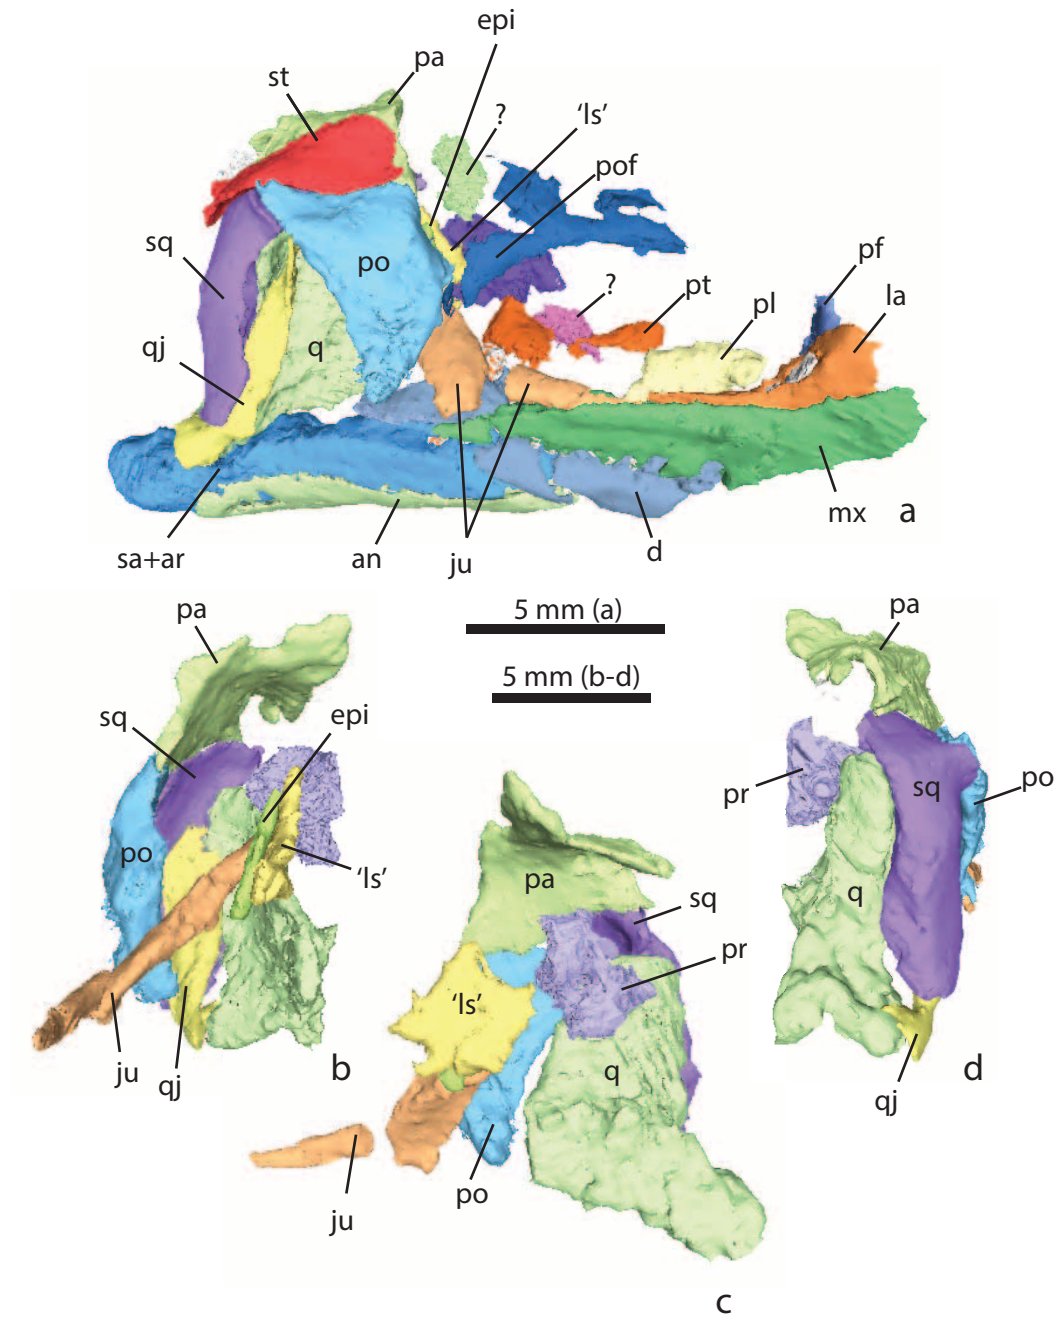 epi
pa
st
?
'ls'
pof
sq
po
pf
?
pt
la
pl
qj
q
mx
a
sa+ar
an
ju
d
5 mm (a)
5 mm (b-d)
pa
sq
epi
po
'ls'
ju
qj
b
pa
sq
pr
'ls'
q
po
ju
c
pa
pr
sq
po
q
qj
d